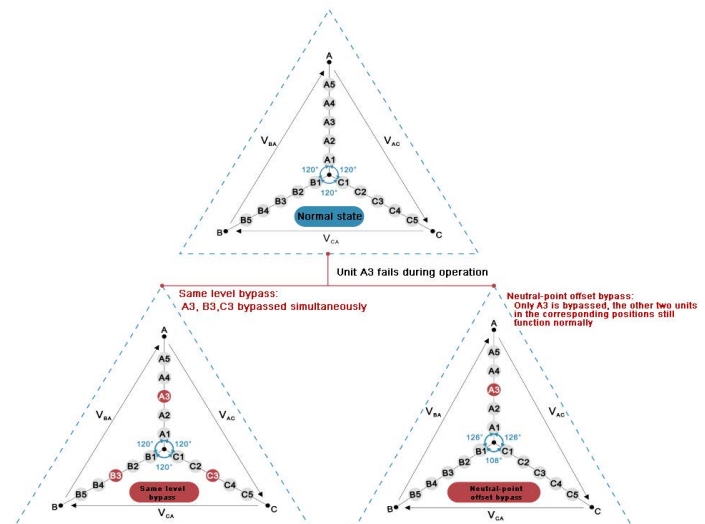 A
A5
A4
A3
A2
A1
VBA
VAC
120° 120°
120°
B1 C1
B2 C2
B3 C3
B4 C4
B5 C5
Normal state
B C
VCA
Unit A3 fails during operation
Same level bypass:
A3, B3,C3 bypassed simultaneously
Neutral-point offset bypass:
Only A3 is bypassed, the other two units
in the corresponding positions still
function normally
A
A5
A4
A3
A2
A1
VBA
VAC
120° 120°
120°
B1 C1
B2 C2
B3 C3
B4 C4
B5 C5
Same level
bypass
B C
VCA
A
A5
A4
A3
A2
A1
VBA
VAC
126° 126°
108°
B1 C1
B2 C2
B3 C3
B4 C4
B5 C5
Neutral-point
offset bypass
B C
VCA